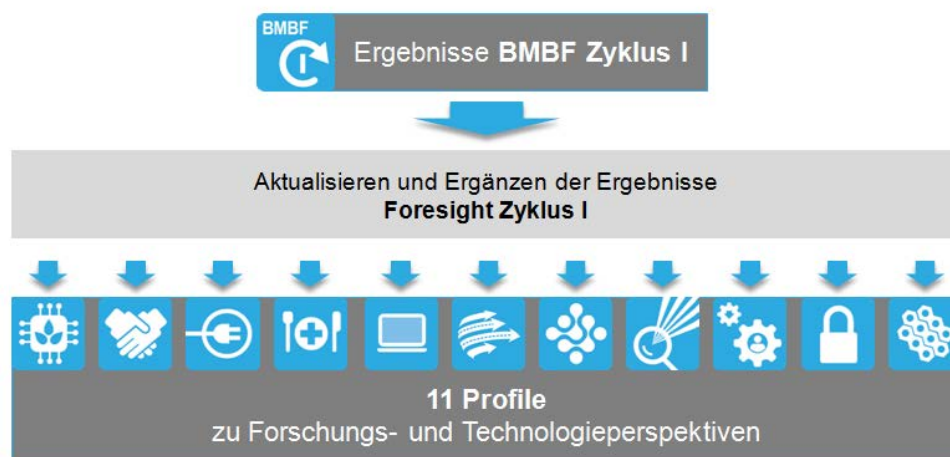 BMBF
Ergebnisse BMBF Zyklus I
Aktualisieren und Ergänzen der Ergebnisse
Foresight Zyklus I
11 Profile
zu Forschungs- und Technologieperspektiven